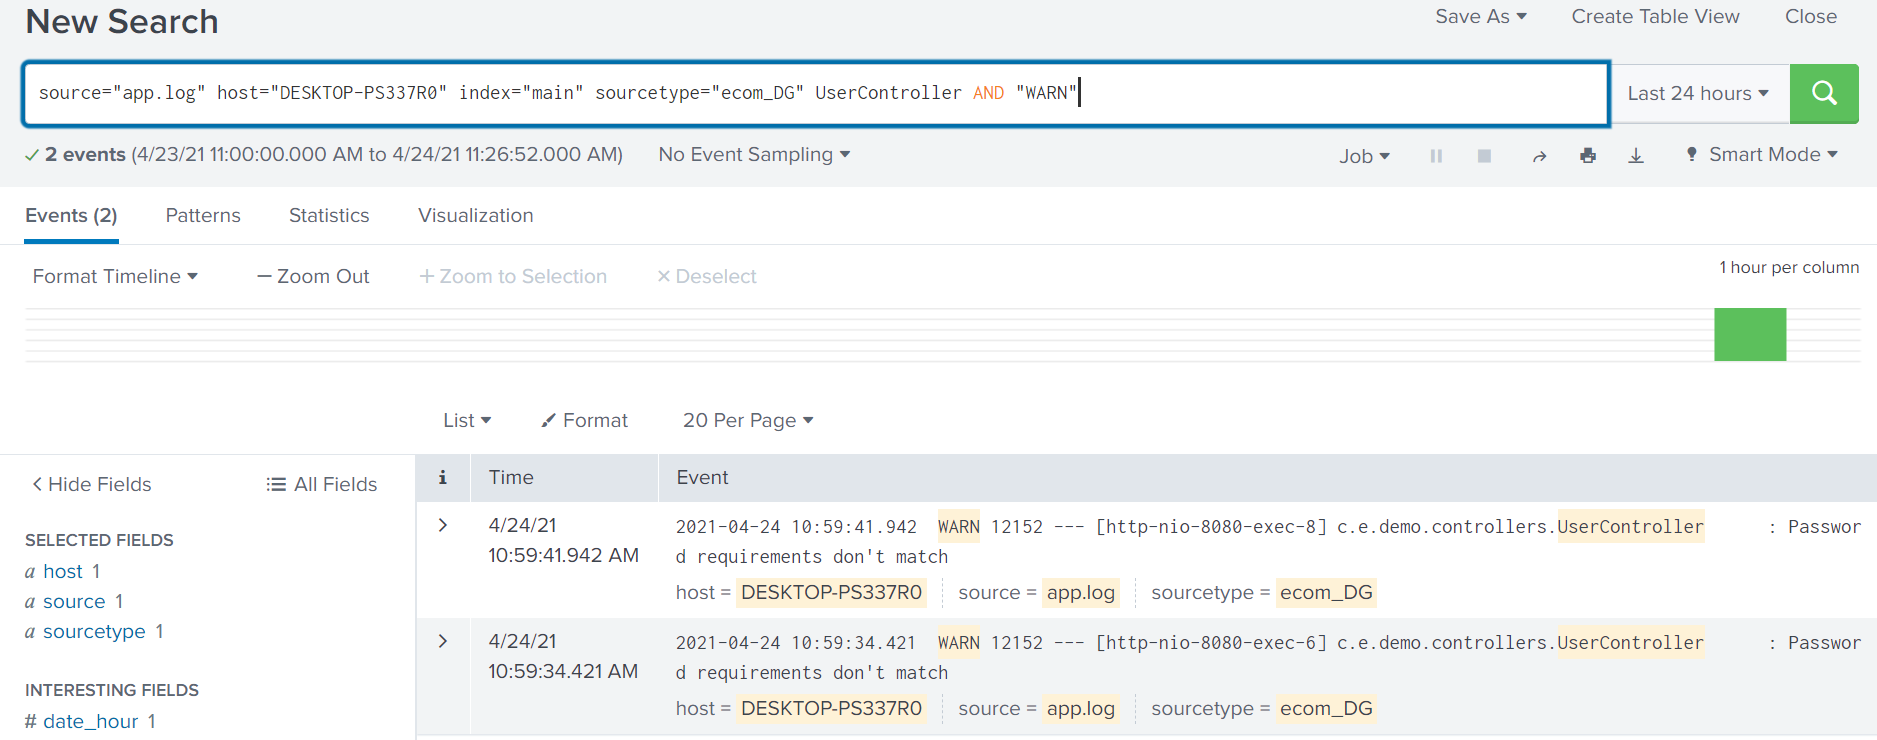 New Search
Save As Create Table View Close
source="app.log" host="DESKTOP-PS337R0" index="main" sourcetype="ecom_DG" UserController AND "WARN"
Last 24 hours
2 events (4/23/21 11:00:00.000 AM to 4/24/21 11:26:52.000 AM) No Event Sampling
Job Smart Mode
Events (2) Patterns Statistics Visualization
Format Timeline — Zoom Out + Zoom to Selection × Deselect
1 hour per column
List Format 20 Per Page
< Hide Fields All Fields
i Time Event
SELECTED FIELDS
a host 1
a source 1
a sourcetype 1
INTERESTING FIELDS
# date_hour 1
> 4/24/21
10:59:41.942 AM
2021-04-24 10:59:41.942 WARN 12152 --- [http-nio-8080-exec-8] c.e.demo.controllers.UserController : Passwor
d requirements don't match
host = DESKTOP-PS337R0 source = app.log sourcetype = ecom_DG
> 4/24/21
10:59:34.421 AM
2021-04-24 10:59:34.421 WARN 12152 --- [http-nio-8080-exec-6] c.e.demo.controllers.UserController : Passwor
d requirements don't match
host = DESKTOP-PS337R0 source = app.log sourcetype = ecom_DG